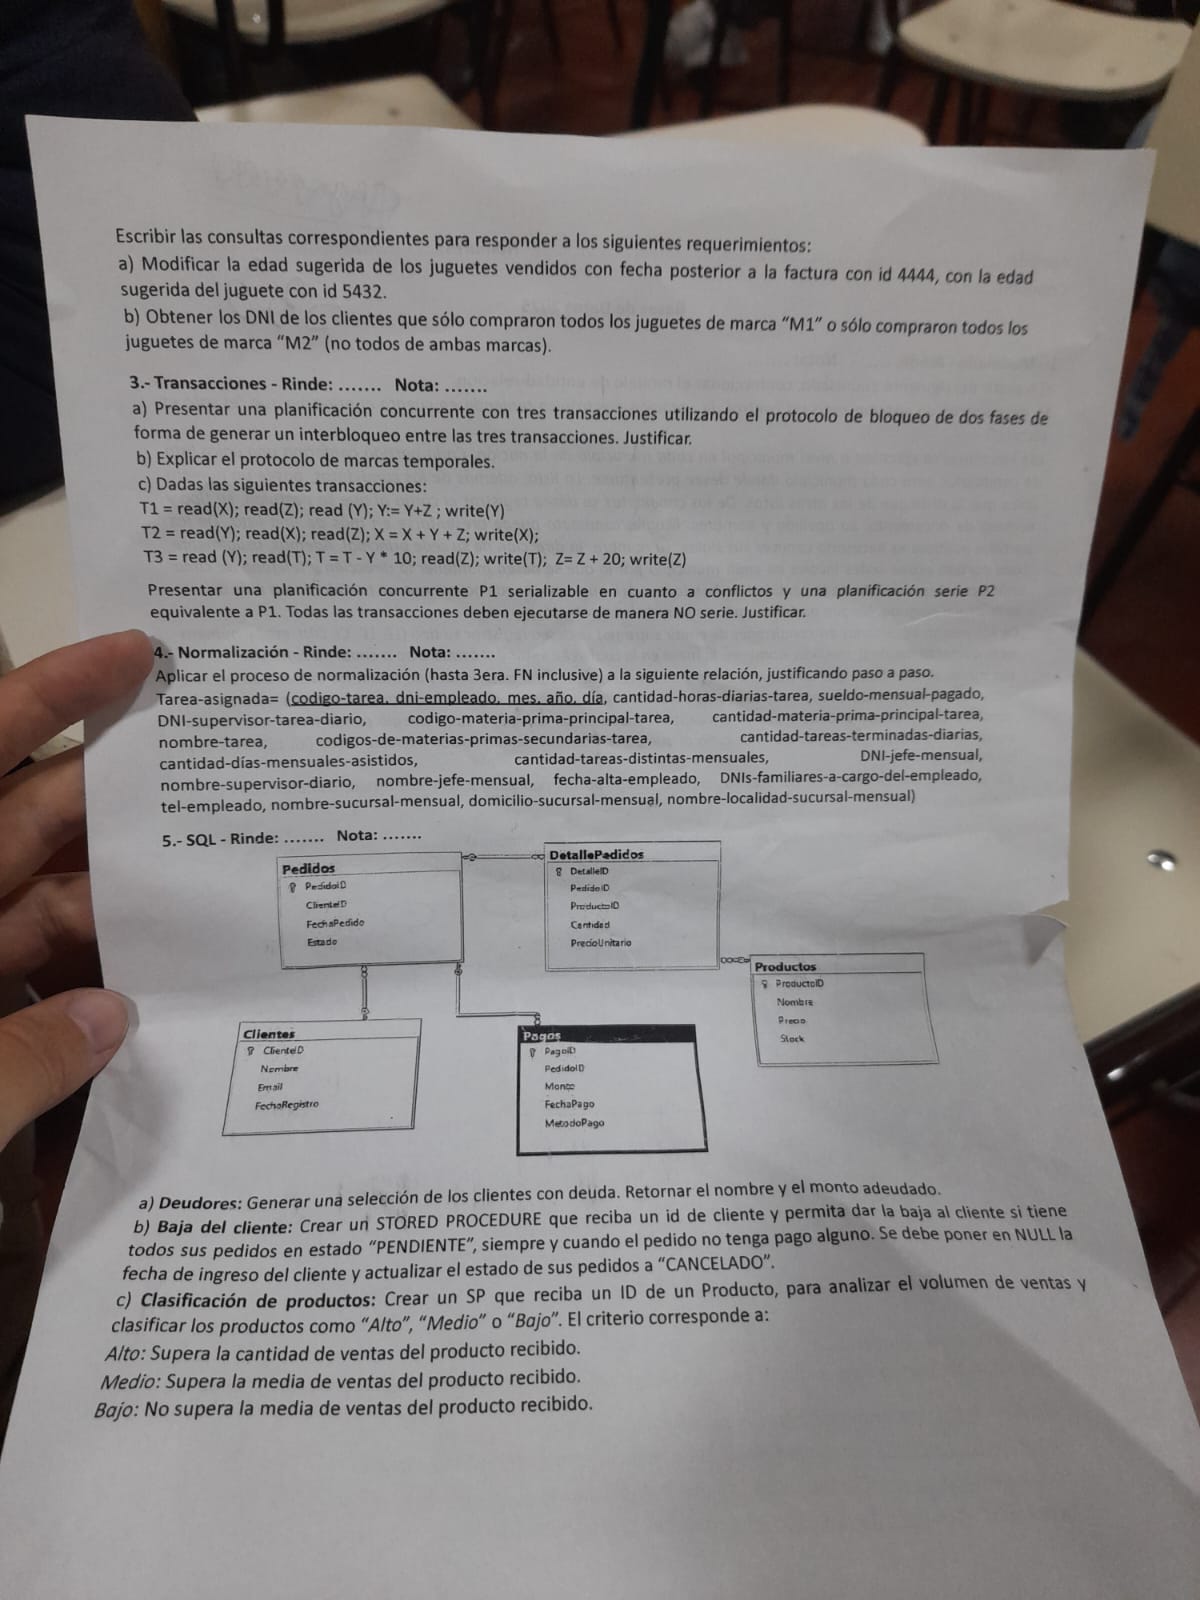 Escribir las consultas correspondientes para responder a los siguientes requerimientos:
a) Modificar la edad sugerida de los juguetes vendidos con fecha posterior a la factura con id 4444, con la edad
sugerida del juguete con id 5432.
b) Obtener los DNI de los clientes que sólo compraron todos los juguetes de marca “M1” o sólo compraron todos los
juguetes de marca “M2” (no todos de ambas marcas).
3.- Transacciones - Rinde: ....... Nota: .......
a) Presentar una planificación concurrente con tres transacciones utilizando el protocolo de bloqueo de dos fases de
forma de generar un interbloqueo entre las tres transacciones. Justificar.
b) Explicar el protocolo de marcas temporales.
c) Dadas las siguientes transacciones:
T1 = read(X); read(Z); read (Y); Y:= Y+Z ; write(Y)
T2 = read(Y); read(X); read(Z); X = X + Y + Z; write(X);
T3 = read (Y); read(T); T = T - Y * 10; read(Z); write(T); Z= Z + 20; write(Z)
Presentar una planificación concurrente P1 serializable en cuanto a conflictos y una planificación serie P2
equivalente a P1. Todas las transacciones deben ejecutarse de manera NO serie. Justificar.
4.- Normalización - Rinde: ....... Nota: .......
Aplicar el proceso de normalización (hasta 3era. FN inclusive) a la siguiente relación, justificando paso a paso.
Tarea-asignada= (codigo-tarea, dni-empleado, mes, año, día, cantidad-horas-diarias-tarea, sueldo-mensual-pagado,
DNI-supervisor-tarea-diario, codigo-materia-prima-principal-tarea, cantidad-materia-prima-principal-tarea,
nombre-tarea, codigos-de-materias-primas-secundarias-tarea, cantidad-tareas-terminadas-diarias,
cantidad-días-mensuales-asistidos, cantidad-tareas-distintas-mensuales, DNI-jefe-mensual,
nombre-supervisor-diario, nombre-jefe-mensual, fecha-alta-empleado, DNIs-familiares-a-cargo-del-empleado,
tel-empleado, nombre-sucursal-mensual, domicilio-sucursal-mensual, nombre-localidad-sucursal-mensual)
5.- SQL - Rinde: ....... Nota: .......
Pedidos
PedidoID
ClienteID
FechaPedido
Estado
DetallePedidos
DetalleID
PedidoID
ProductoID
Cantidad
PrecioUnitario
Productos
ProductoID
Nombre
Precio
Stock
Clientes
ClienteID
Nombre
Email
FechaRegistro
Pagos
PagoID
PedidoID
Monto
FechaPago
MetodoPago
a) Deudores: Generar una selección de los clientes con deuda. Retornar el nombre y el monto adeudado.
b) Baja del cliente: Crear un STORED PROCEDURE que reciba un id de cliente y permita dar la baja al cliente si tiene
todos sus pedidos en estado “PENDIENTE”, siempre y cuando el pedido no tenga pago alguno. Se debe poner en NULL la
fecha de ingreso del cliente y actualizar el estado de sus pedidos a “CANCELADO”.
c) Clasificación de productos: Crear un SP que reciba un ID de un Producto, para analizar el volumen de ventas y
clasificar los productos como “Alto”, “Medio” o “Bajo”. El criterio corresponde a:
Alto: Supera la cantidad de ventas del producto recibido.
Medio: Supera la media de ventas del producto recibido.
Bajo: No supera la media de ventas del producto recibido.